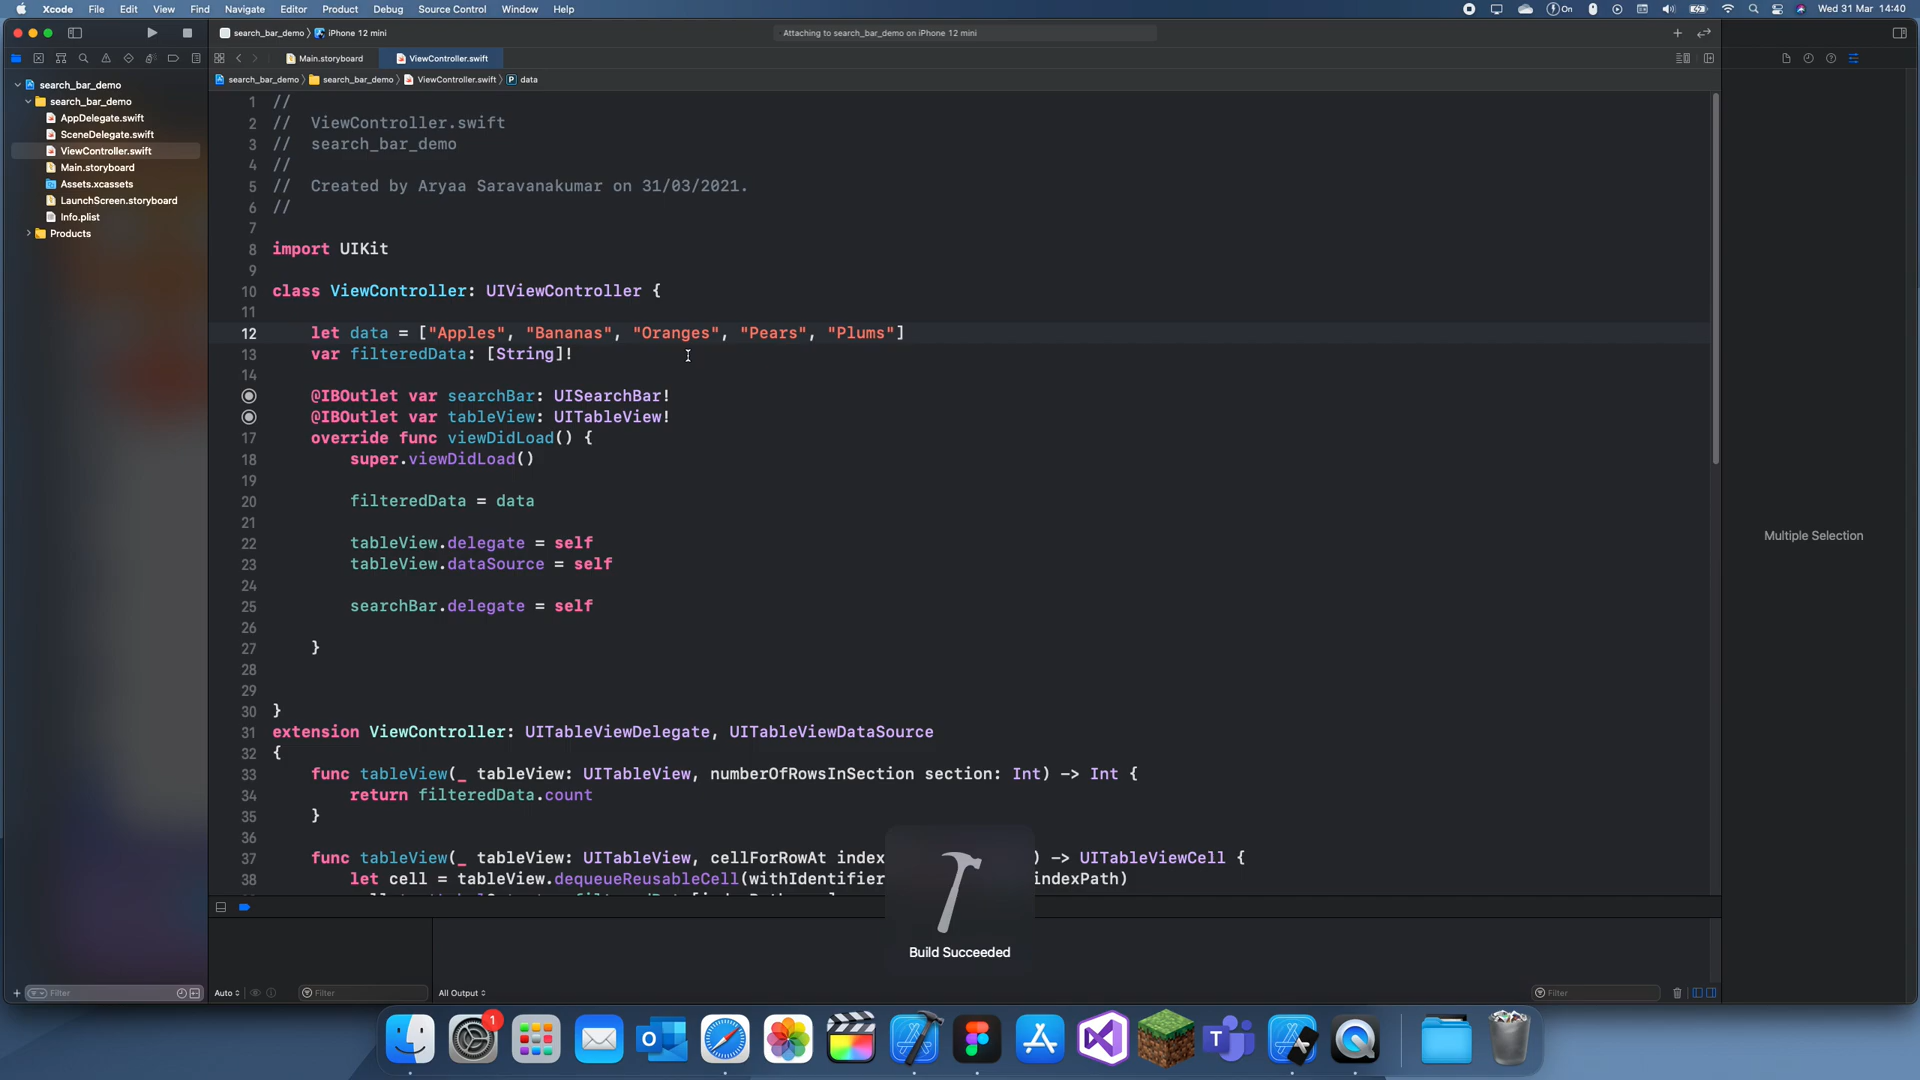 Xcode File Edit View Navigate Find Editor Product Debug Source Control Window Help On Wed 31 Mar 14:40
search_bar_demo 〉 iPhone 12 mini Attaching to search_bar_demo on iPhone 12 mini
Main.storyboard ViewController.swift
search_bar_demo 〉 search_bar_demo 〉 ViewController.swift 〉 P data
search_bar_demo
search_bar_demo
AppDelegate.swift
SceneDelegate.swift
ViewController.swift
Main.storyboard
Assets.xcassets
LaunchScreen.storyboard
Info.plist
Products
1 //
2 // ViewController.swift
3 // search_bar_demo
4 //
5 // Created by Aryaa Saravanakumar on 31/03/2021.
6 //
7
8 import UIKit
9
10 class ViewController: UIViewController {
11
12 let data = ["Apples", "Bananas", "Oranges", "Pears", "Plums"]
13 var filteredData: [String]!
14
@IBOutlet var searchBar: UISearchBar!
@IBOutlet var tableView: UITableView!
17 override func viewDidLoad() {
18 super.viewDidLoad()
19
20 filteredData = data
21
22 tableView.delegate = self
23 tableView.dataSource = self
24
25 searchBar.delegate = self
26
27 }
28
29
30 }
31 extension ViewController: UITableViewDelegate, UITableViewDataSource
32 {
33 func tableView(_ tableView: UITableView, numberOfRowsInSection section: Int) -> Int {
34 return filteredData.count
35 }
36
37 func tableView(_ tableView: UITableView, cellForRowAt index ) -> UITableViewCell {
38 let cell = tableView.dequeueReusableCell(withIdentifier indexPath)
Multiple Selection
Build Succeeded
Filter Auto Filter All Output Filter
1